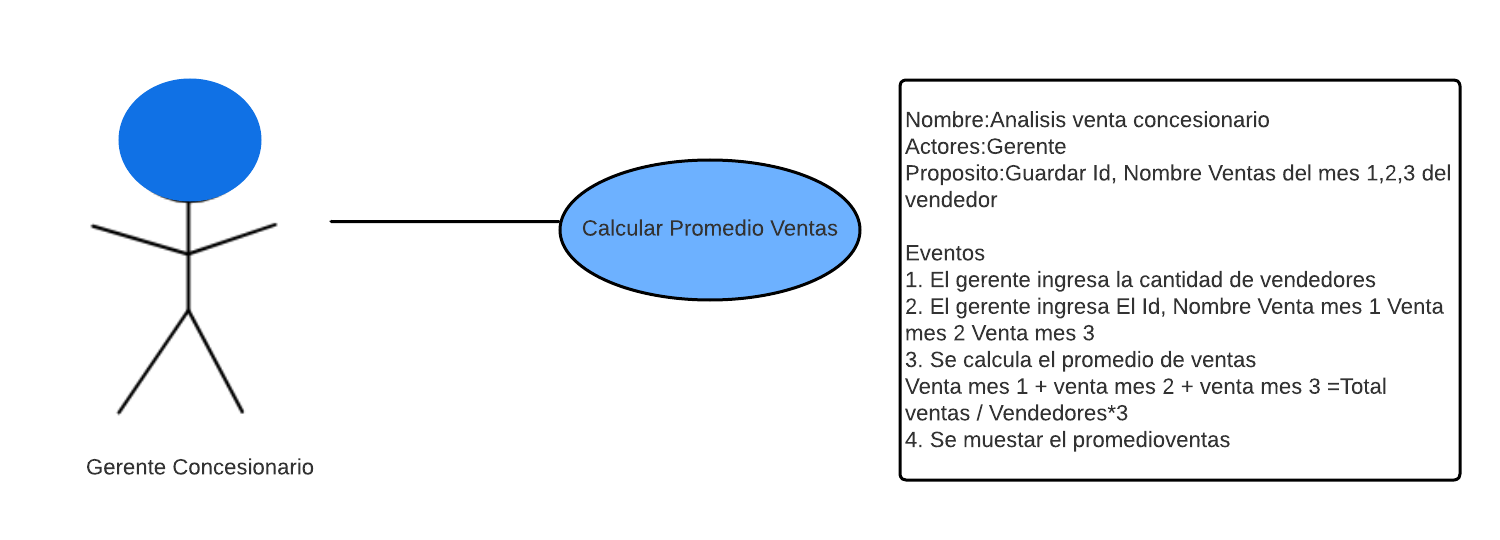 Gerente Concesionario
Calcular Promedio Ventas
Nombre:Analisis venta concesionario
Actores:Gerente
Proposito:Guardar Id, Nombre Ventas del mes 1,2,3 del
vendedor
Eventos
1. El gerente ingresa la cantidad de vendedores
2. El gerente ingresa El Id, Nombre Venta mes 1 Venta
mes 2 Venta mes 3
3. Se calcula el promedio de ventas
Venta mes 1 + venta mes 2 + venta mes 3 =Total
ventas / Vendedores*3
4. Se muestar el promedioventas